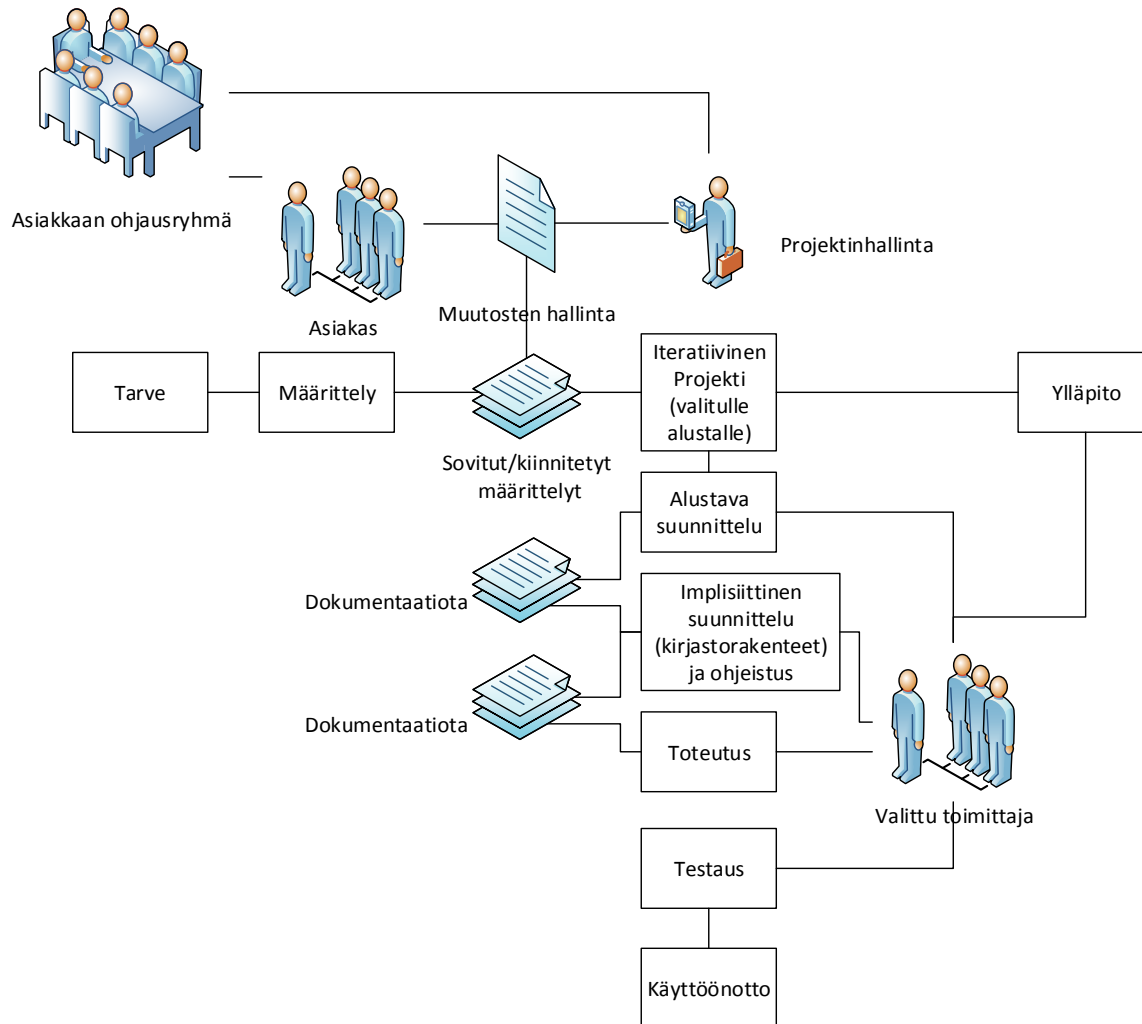 Asiakkaan ohjausryhmä
Projektinhallinta
Muutosten hallinta
Asiakas
Tarve
Määrittely
Iteratiivinen
Projekti
(valitulle
alustalle)
Ylläpito
Sovitut/kiinnitetyt
määrittelyt
Alustava
suunnittelu
Dokumentaatiota
Implisiittinen
suunnittelu
(kirjastorakenteet)
ja ohjeistus
Dokumentaatiota
Toteutus
Valittu toimittaja
Testaus
Käyttöönotto